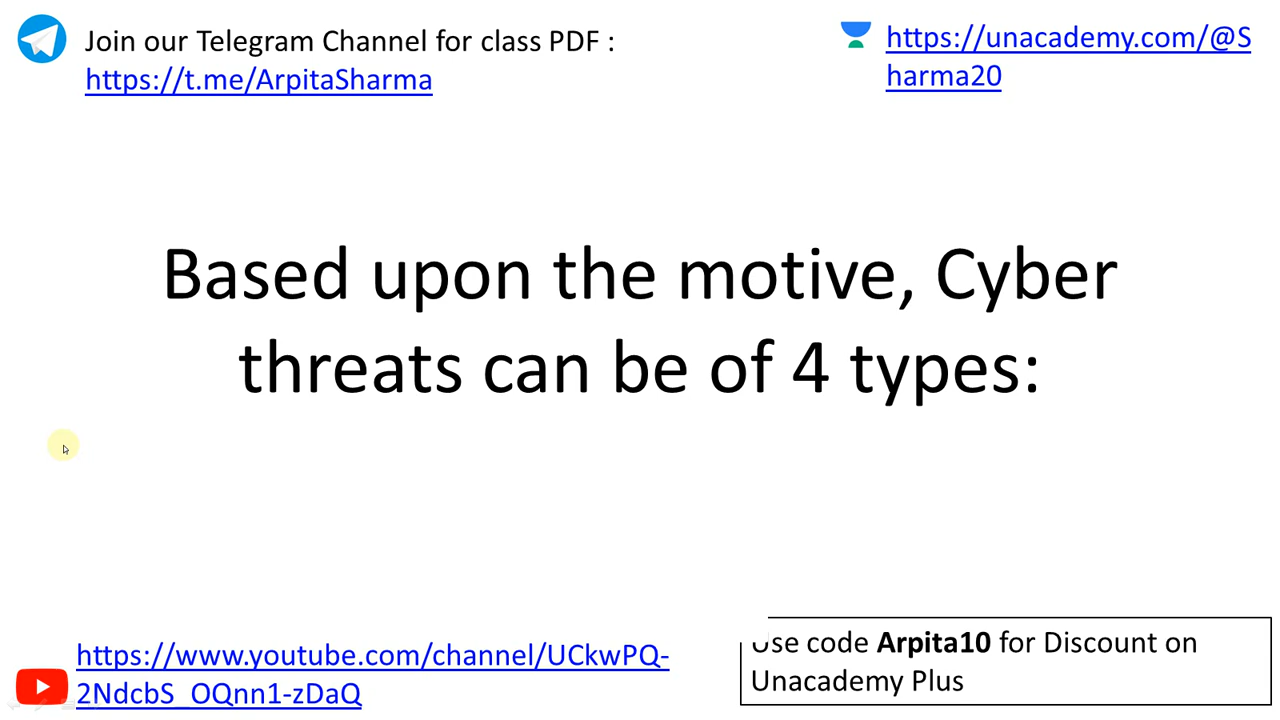 Join our Telegram Channel for class PDF :
https://t.me/ArpitaSharma
https://unacademy.com/@S
harma20
Based upon the motive, Cyber
threats can be of 4 types:
https://www.youtube.com/channel/UCkwPQ-
2NdcbS_OQnn1-zDaQ
Use code Arpita10 for Discount on
Unacademy Plus